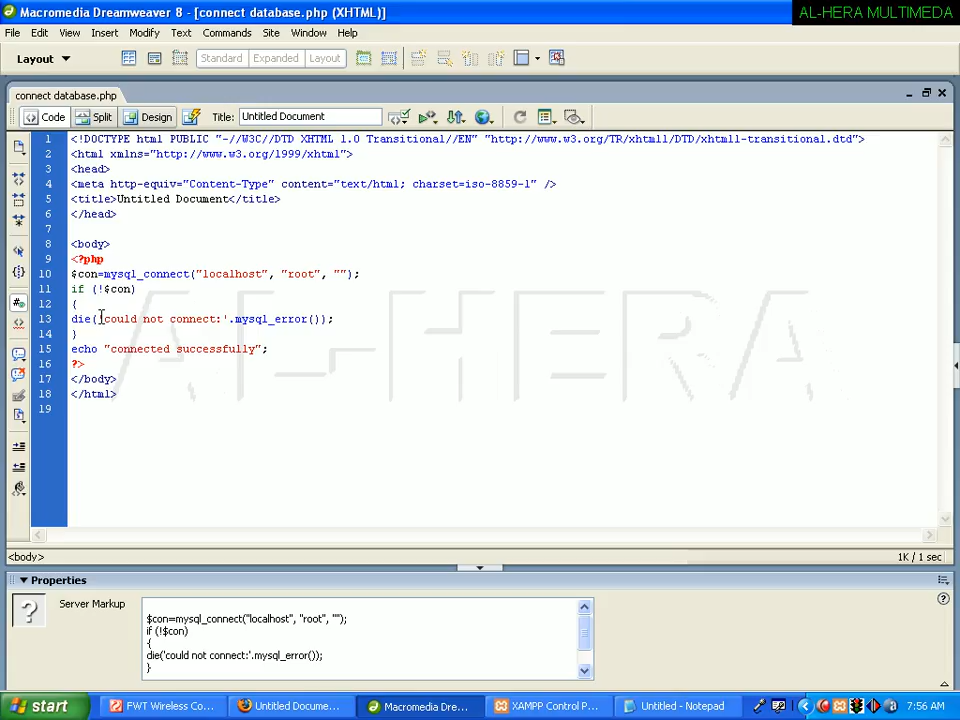 Macromedia Dreamweaver 8 - [connect database.php (XHTML)]
AL-HERA MULTIMEDA
File Edit View Insert Modify Text Commands Site Window Help
Layout Standard Expanded Layout
connect database.php
Code Split Design Title: Untitled Document
1 <!DOCTYPE html PUBLIC "-//W3C//DTD XHTML 1.0 Transitional//EN" "http://www.w3.org/TR/xhtml1/DTD/xhtml1-transitional.dtd">
2 <html xmlns="http://www.w3.org/1999/xhtml">
3 <head>
4 <meta http-equiv="Content-Type" content="text/html; charset=iso-8859-1" />
5 <title>Untitled Document</title>
6 </head>
7
8 <body>
9 <?php
10 $con=mysql_connect("localhost", "root", "");
11 if (!$con)
12 {
13 die('could not connect:'.mysql_error());
14 }
15 echo "connected successfully";
16 ?>
17 </body>
18 </html>
19
AL-HERA
<body>
1K / 1 sec
Properties
Server Markup
$con=mysql_connect("localhost", "root", "");
if (!$con)
{
die('could not connect:'.mysql_error());
}
start FWT Wireless Co... Untitled Docume... Macromedia Dre... XAMPP Control P... Untitled - Notepad 7:56 AM